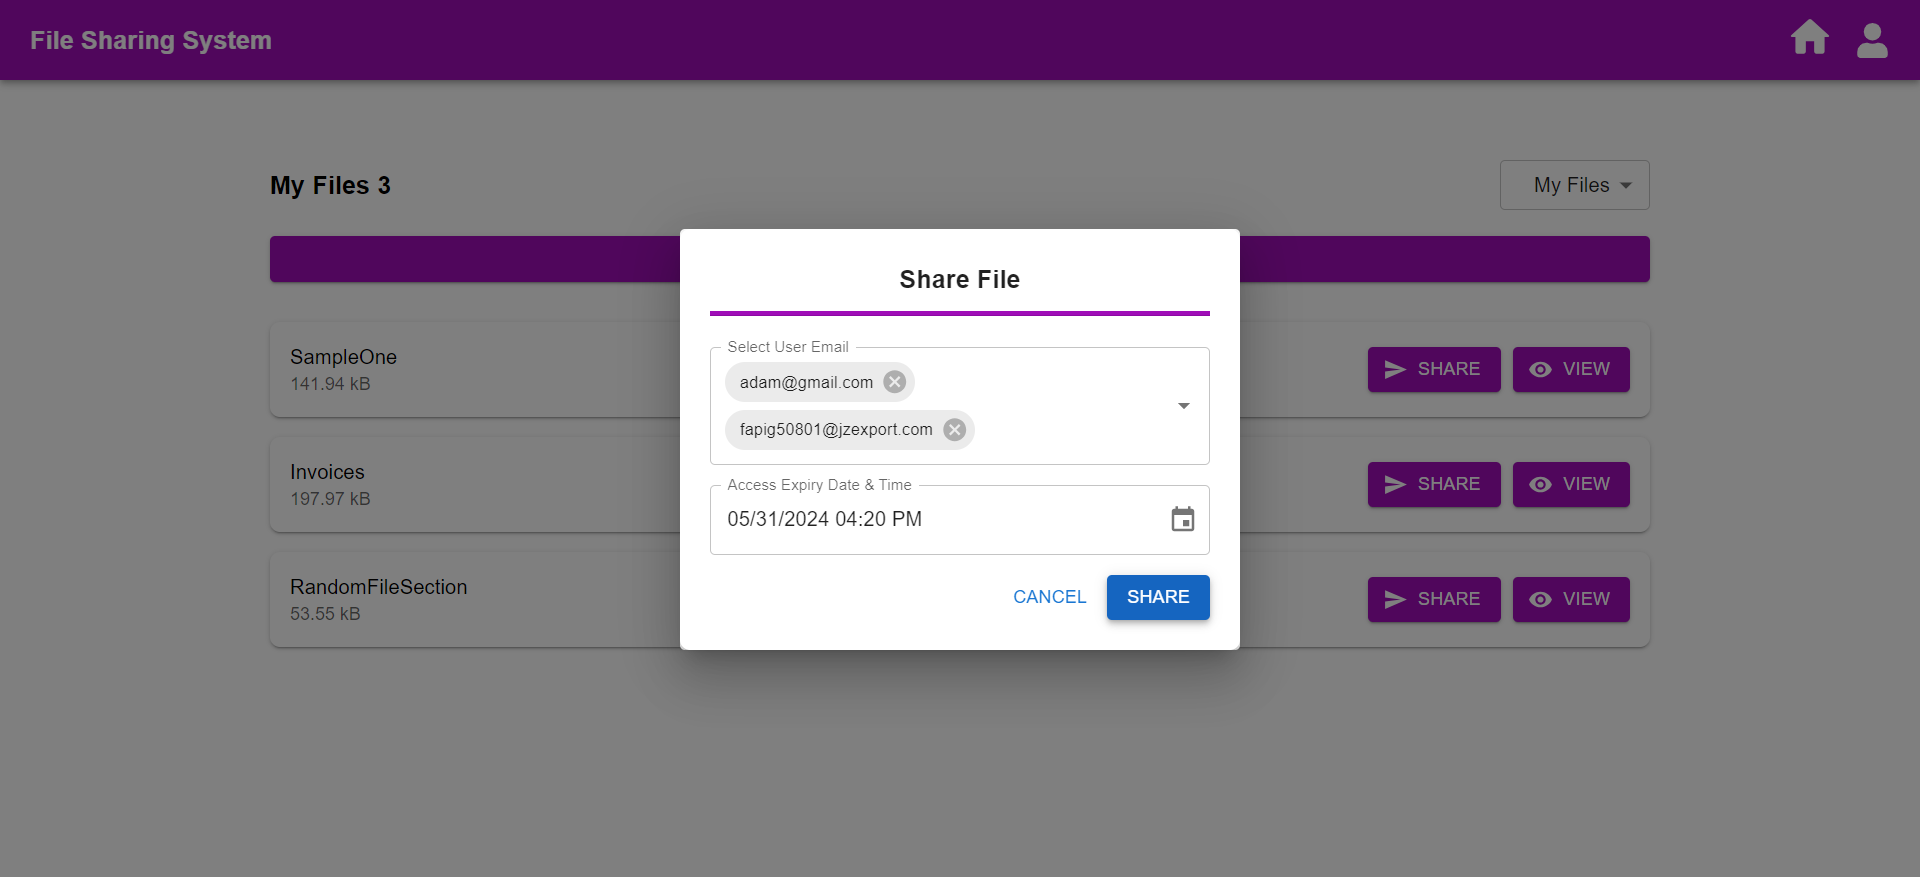 File Sharing System
My Files 3
My Files
Share File
Select User Email
adam@gmail.com
fapig50801@jzexport.com
Access Expiry Date & Time
05/31/2024 04:20 PM
CANCEL
SHARE
SampleOne
141.94 kB
SHARE
VIEW
Invoices
197.97 kB
SHARE
VIEW
RandomFileSection
53.55 kB
SHARE
VIEW